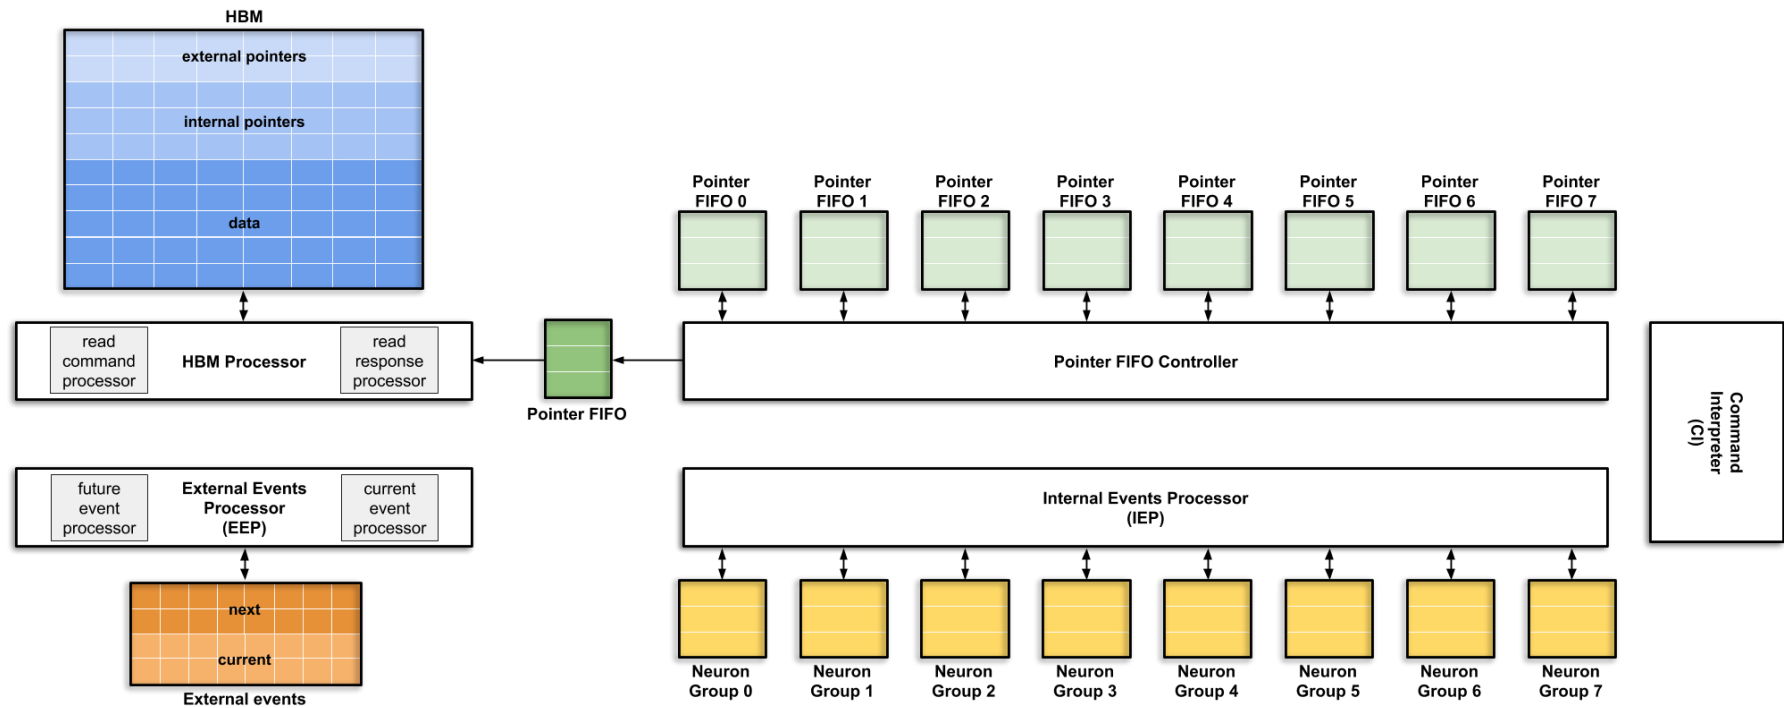 HBM
external pointers
internal pointers
data
read
command
processor
HBM Processor
read
response
processor
Pointer FIFO
Pointer
FIFO 0
Pointer
FIFO 1
Pointer
FIFO 2
Pointer
FIFO 3
Pointer
FIFO 4
Pointer
FIFO 5
Pointer
FIFO 6
Pointer
FIFO 7
Pointer FIFO Controller
Command
Interpreter
(CI)
future
event
processor
External Events
Processor
(EEP)
current
event
processor
next
current
External events
Internal Events Processor
(IEP)
Neuron
Group 0
Neuron
Group 1
Neuron
Group 2
Neuron
Group 3
Neuron
Group 4
Neuron
Group 5
Neuron
Group 6
Neuron
Group 7